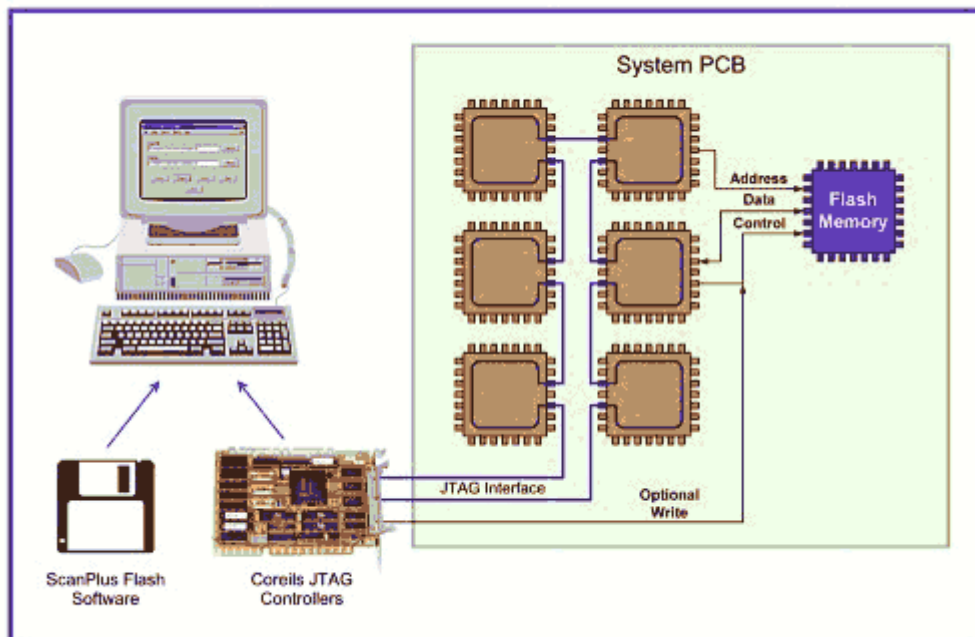 System PCB
Address
Data
Control
Flash
Memory
JTAG Interface
Optional
Write
ScanPlus Flash
Software
Coreils JTAG
Controllers